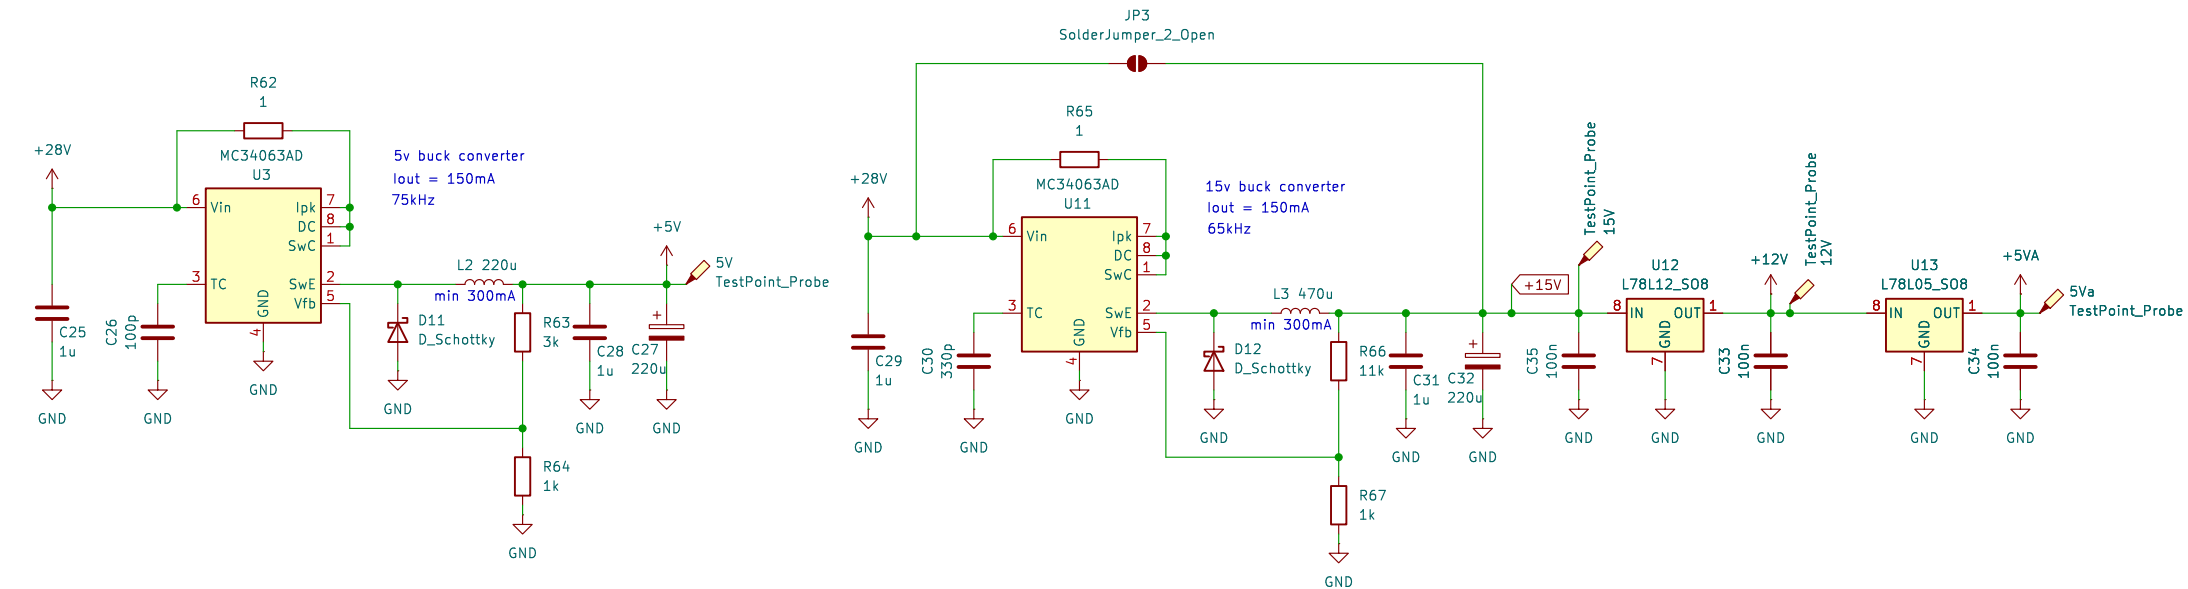 JP3
SolderJumper_2_Open
R62
1
+28V
MC34063AD
U3
5v buck converter
Iout = 150mA
75kHz
6
Vin
Ipk
7
DC
8
SwC
1
3
TC
SwE
2
Vfb
5
GND
4
GND
C25
1u
GND
C26
100p
GND
D11
D_Schottky
GND
L2 220u
min 300mA
R63
3k
R64
1k
GND
C28
1u
GND
C27
220u
+
GND
+5V
5V
TestPoint_Probe
R65
1
+28V
MC34063AD
U11
15v buck converter
Iout = 150mA
65kHz
6
Vin
Ipk
7
DC
8
SwC
1
3
TC
SwE
2
Vfb
5
GND
4
GND
C29
1u
GND
C30
330p
GND
D12
D_Schottky
GND
L3 470u
min 300mA
R66
11k
R67
1k
GND
C31
1u
GND
C32
220u
+
GND
+15V
TestPoint_Probe
15V
C35
100n
GND
U12
L78L12_SO8
8
IN
OUT
1
GND
7
GND
+12V
TestPoint_Probe
12V
C33
100n
GND
U13
L78L05_SO8
8
IN
OUT
1
GND
7
GND
+5VA
5Va
TestPoint_Probe
C34
100n
GND